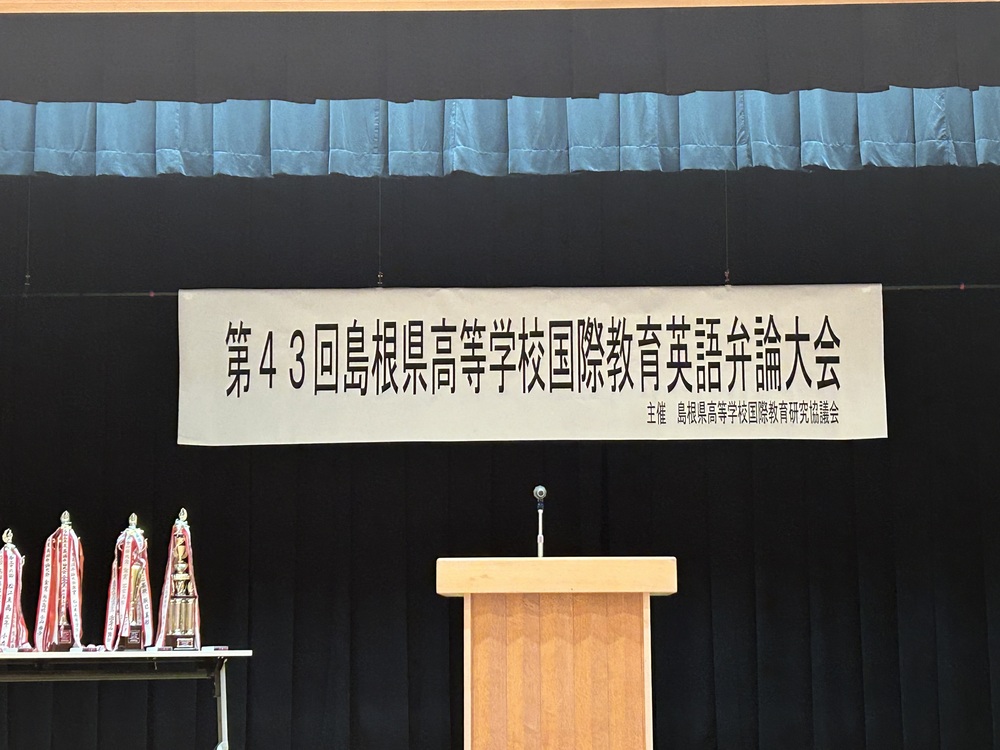 第４３回島根県高等学校国際教育英語弁論大会
主催　島根県高等学校国際教育研究協議会